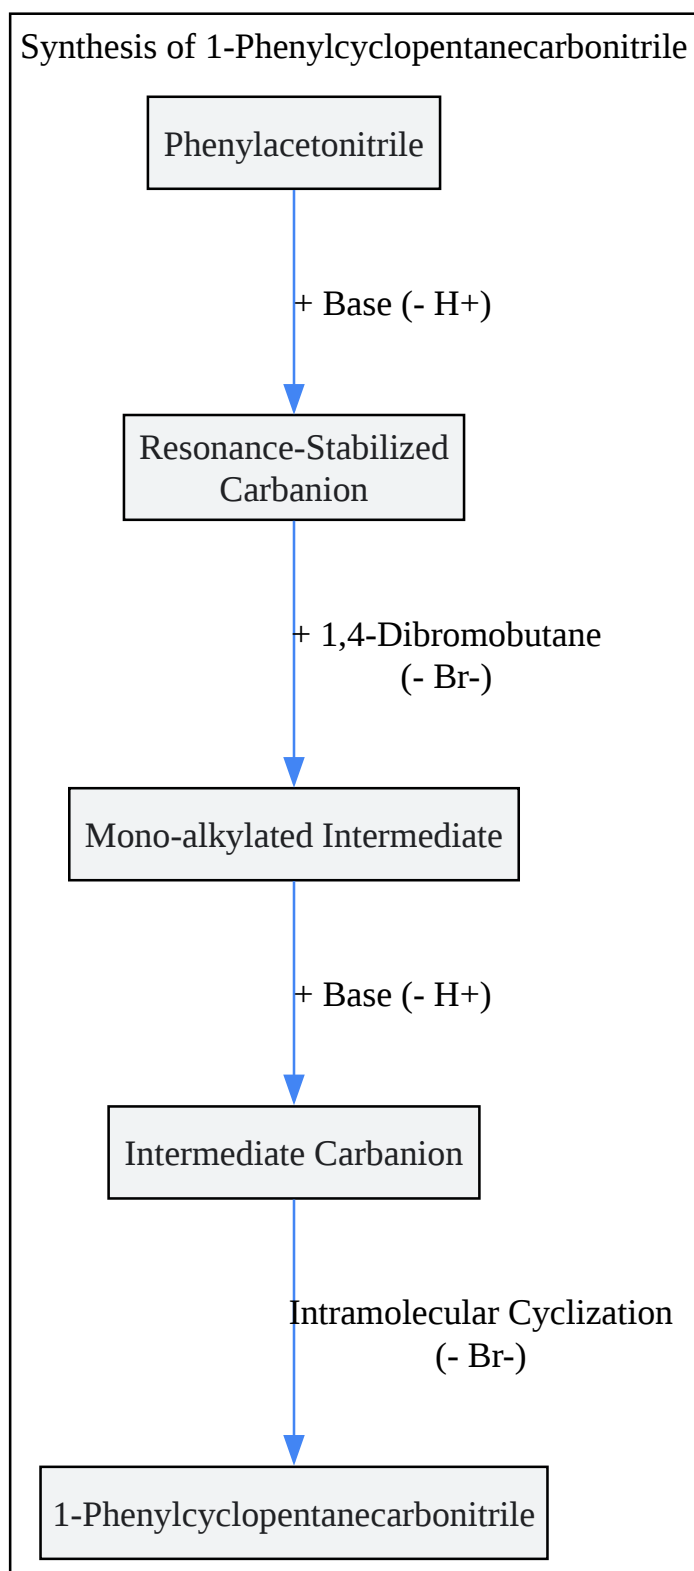 Synthesis of 1-Phenylcyclopentanecarbonitrile
Phenylacetonitrile
+ Base (- H+)
Resonance-Stabilized
Carbanion
+ 1,4-Dibromobutane
(- Br-)
Mono-alkylated Intermediate
+ Base (- H+)
Intermediate Carbanion
Intramolecular Cyclization
(- Br-)
1-Phenylcyclopentanecarbonitrile